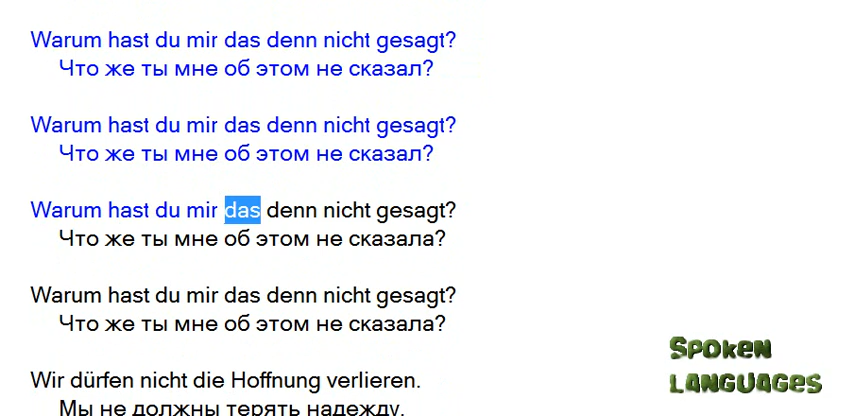 Warum hast du mir das denn nicht gesagt?
Что же ты мне об этом не сказал?
Warum hast du mir das denn nicht gesagt?
Что же ты мне об этом не сказал?
Warum hast du mir das denn nicht gesagt?
Что же ты мне об этом не сказала?
Warum hast du mir das denn nicht gesagt?
Что же ты мне об этом не сказала?
Wir dürfen nicht die Hoffnung verlieren.
Мы не должны терять надежду.
Spoken
Languages